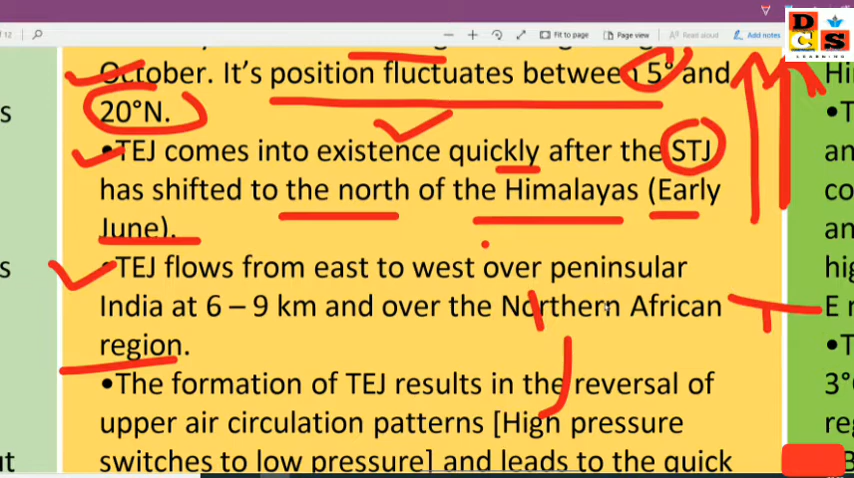 12
Fit to page
Page view
Read aloud
Add notes
DCS
LEARNING
October. It's position fluctuates between 5° and
20°N.
•TEJ comes into existence quickly after the STJ
has shifted to the north of the Himalayas (Early
June).
•TEJ flows from east to west over peninsular
India at 6 – 9 km and over the Northern African
region.
•The formation of TEJ results in the reversal of
upper air circulation patterns [High pressure
switches to low pressure] and leads to the quick